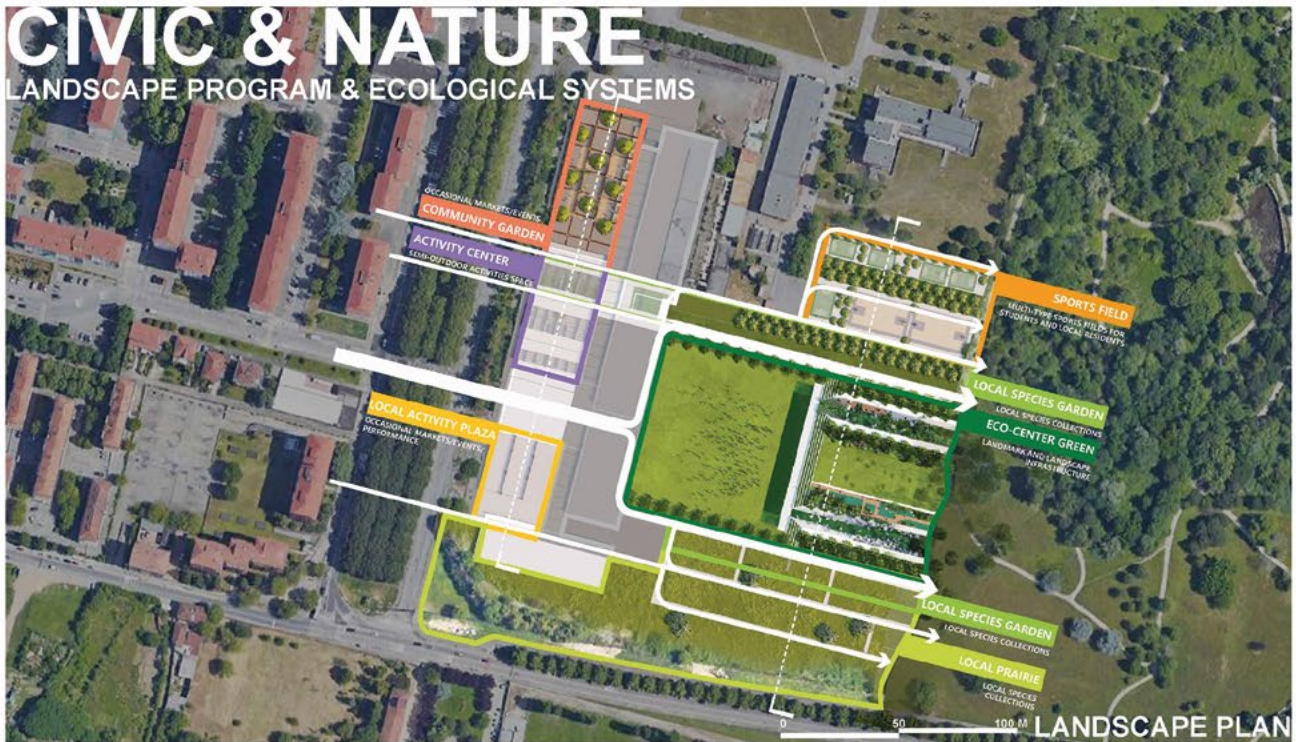 CIVIC & NATURE
LANDSCAPE PROGRAM & ECOLOGICAL SYSTEMS
OCCASIONAL MARKETS/EVENTS
COMMUNITY GARDEN
ACTIVITY CENTER
SEMI-OUTDOOR ACTIVITIES SPACE
SPORTS FIELD
MULTI-TYPE SPORTS FIELDS FOR
STUDENTS AND LOCAL RESIDENTS
LOCAL SPECIES GARDEN
LOCAL SPECIES COLLECTIONS
ECO-CENTER GREEN
LANDMARK AND LANDSCAPE
INFRASTRUCTURE
LOCAL ACTIVITY PLAZA
OCCASIONAL MARKETS/EVENTS/
PERFORMANCE
LOCAL SPECIES GARDEN
LOCAL SPECIES COLLECTIONS
LOCAL PRAIRIE
LOCAL SPECIES
COLLECTIONS
0 50 100 M
LANDSCAPE PLAN